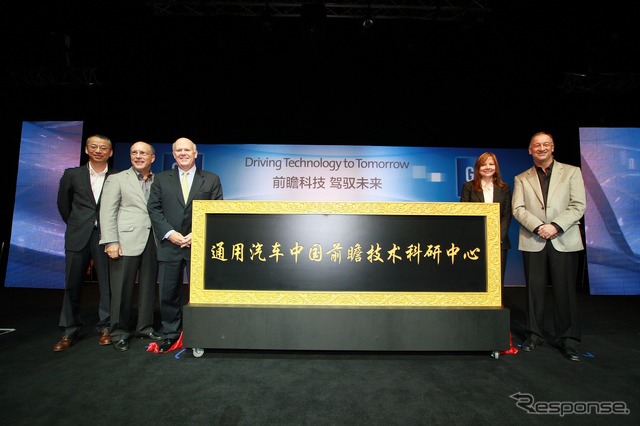 Driving Technology to Tomorrow
前瞻科技 驾驭未来
通用汽车中国前瞻技术科研中心
Response.